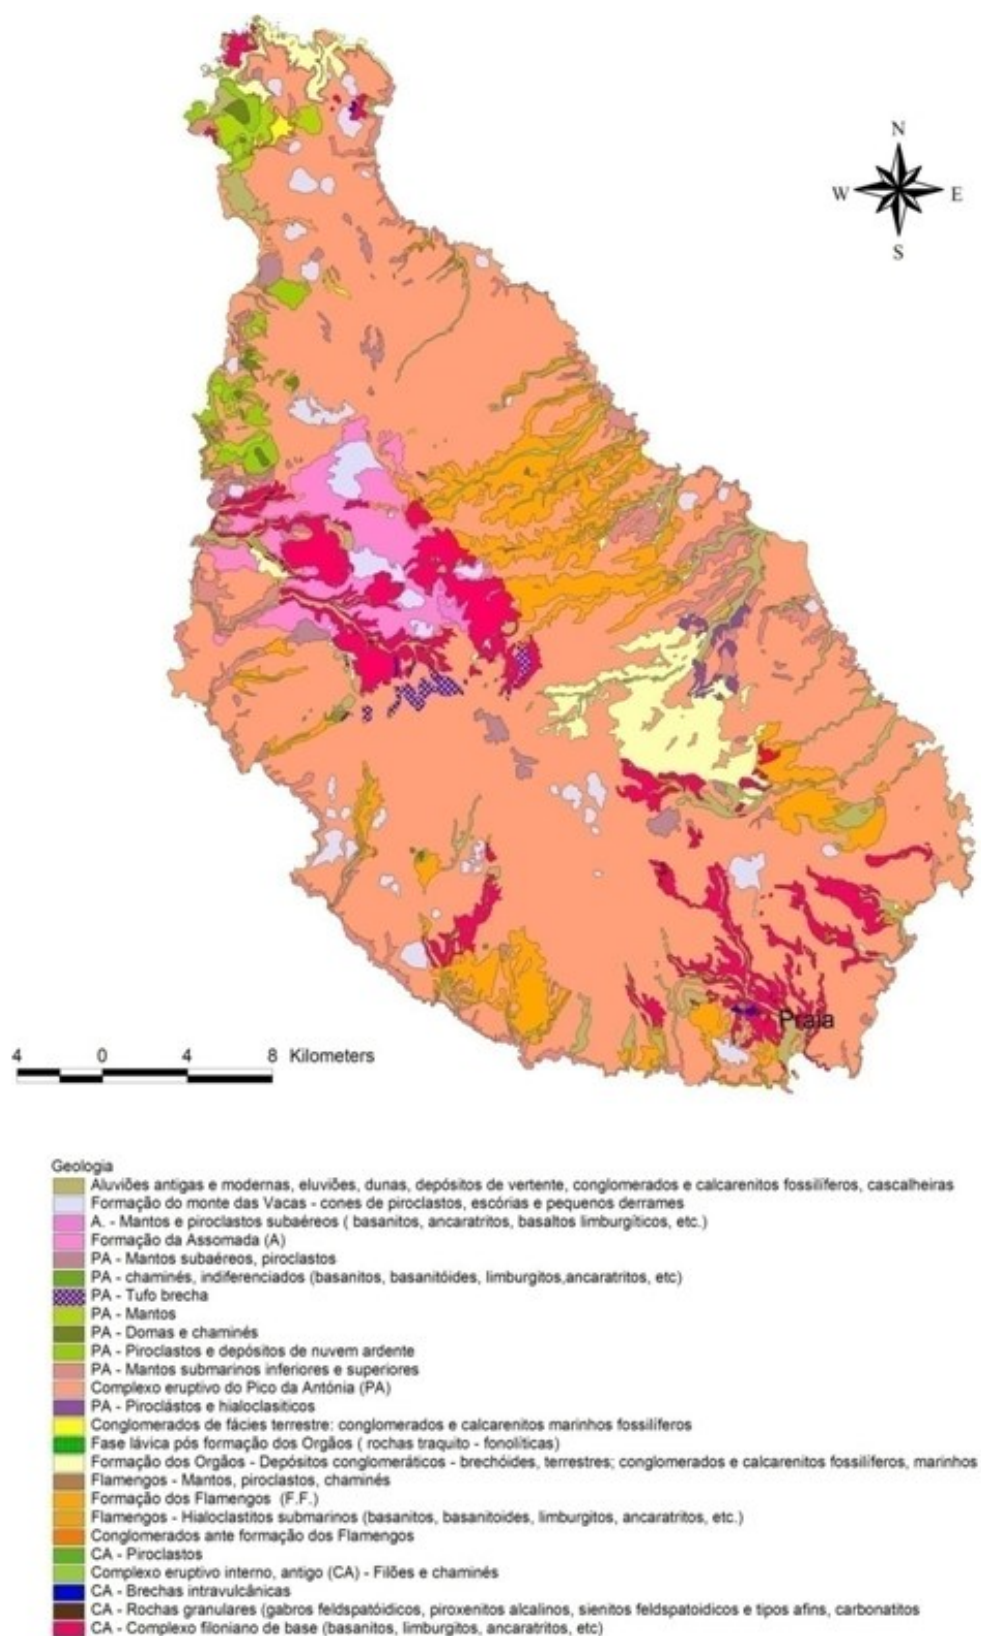 N
W E
S
Praia
4 0 4 8 Kilometers
Geologia
Aluviões antigas e modernas, eluviões, dunas, depósitos de vertente, conglomerados e calcarenitos fossilíferos, cascalheiras
Formação do monte das Vacas - cones de piroclastos, escórias e pequenos derrames
A. - Mantos e piroclastos subaéreos ( basanitos, ancaratritos, basaltos limburgíticos, etc.)
Formação da Assomada (A)
PA - Mantos subaéreos, piroclastos
PA - chaminés, indiferenciados (basanitos, basanitóides, limburgitos,ancaratritos, etc)
PA - Tufo brecha
PA - Mantos
PA - Domas e chaminés
PA - Piroclastos e depósitos de nuvem ardente
PA - Mantos submarinos inferiores e superiores
Complexo eruptivo do Pico da Antónia (PA)
PA - Piroclástos e hialoclasiticos
Conglomerados de fácies terrestre: conglomerados e calcarenitos marinhos fossilíferos
Fase lávica pós formação dos Orgãos ( rochas traquito - fonolíticas)
Formação dos Orgãos - Depósitos conglomeráticos - brechóides, terrestres; conglomerados e calcarenitos fossilíferos, marinhos
Flamengos - Mantos, piroclastos, chaminés
Formação dos Flamengos (F.F.)
Flamengos - Hialoclastitos submarinos (basanitos, basanitoides, limburgitos, ancaratritos, etc.)
Conglomerados ante formação dos Flamengos
CA - Piroclastos
Complexo eruptivo interno, antigo (CA) - Filões e chaminés
CA - Brechas intravulcânicas
CA - Rochas granulares (gabros feldspatóidicos, piroxenitos alcalinos, sienitos feldspatoidicos e tipos afins, carbonatitos
CA - Complexo filoniano de base (basanitos, limburgitos, ancaratritos, etc)